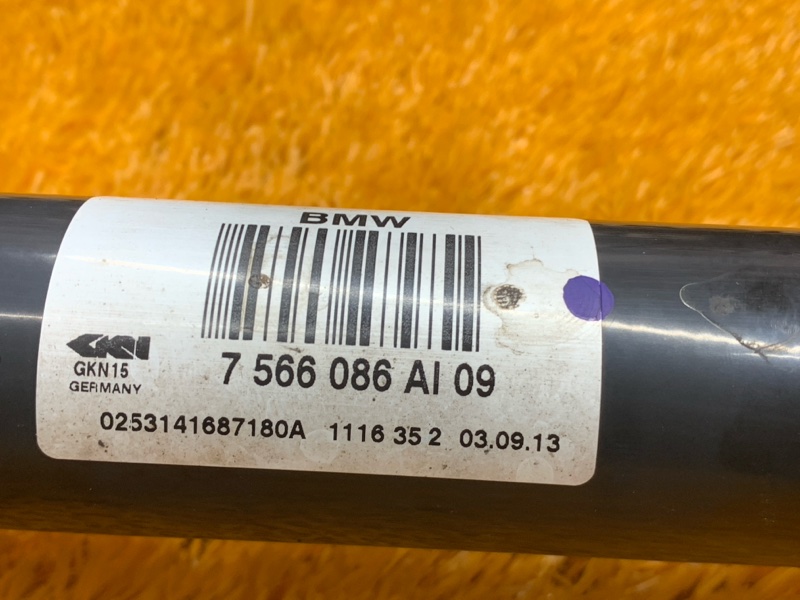 BMW
GKN
GKN15
GERMANY
7 566 086 AI 09
0253141687180A 1116 35 2 03.09.13